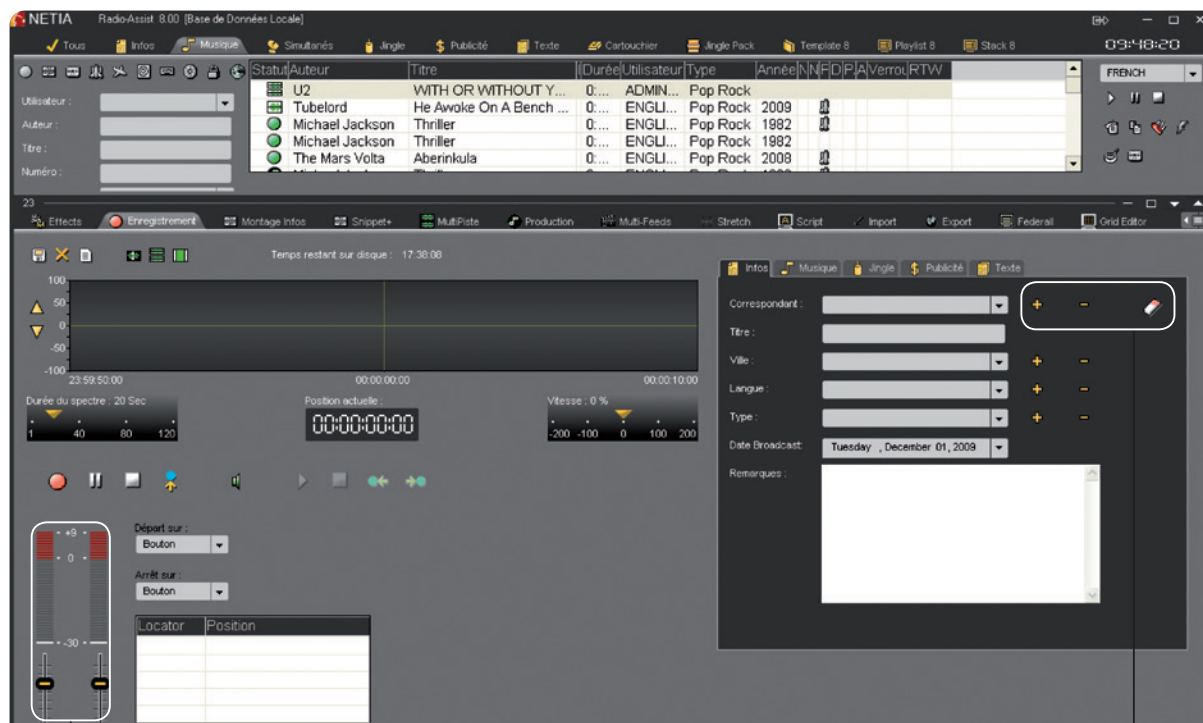 NETIA Radio-Assist 8.00 [Base de Données Locale]
Tous Infos Musique Simultanés Jingle Publicité Texte Cartouchier Jingle Pack Template 8 Playlist 8 Stack 8 09:48:20
Statut Auteur Titre Durée Utilisateur Type Année N N F D P A Verrou RTW
FRENCH
U2 WITH OR WITHOUT Y... 0:... ADMIN... Pop Rock
Utilisateur :
Tubelord He Awoke On A Bench ... 0:... ENGLI... Pop Rock 2009
Auteur :
Michael Jackson Thriller 0:... ENGLI... Pop Rock 1982
Titre :
Michael Jackson Thriller 0:... ENGLI... Pop Rock 1982
The Mars Volta Aberinkula 0:... ENGLI... Pop Rock 2008
Numéro :
23
Effects Enregistrement Montage Infos Snippet+ MultiPiste Production Multi-Feeds Stretch Script Import Export Federall Grid Editor
Temps restant sur disque : 17:38:08
100
50
0
-50
-100
23:59:50:00 00:00:00:00 00:00:10:00
Durée du spectre : 20 Sec
1 40 80 120
Position actuelle :
00:00:00:00
Vitesse : 0 %
-200 -100 0 100 200
Infos Musique Jingle Publicité Texte
Correspondant :
Titre :
Ville :
Langue :
Type :
Date Broadcast: Tuesday , December 01, 2009
Remarques :
+9
0
-30
Départ sur :
Bouton
Arrêt sur :
Bouton
Locator Position